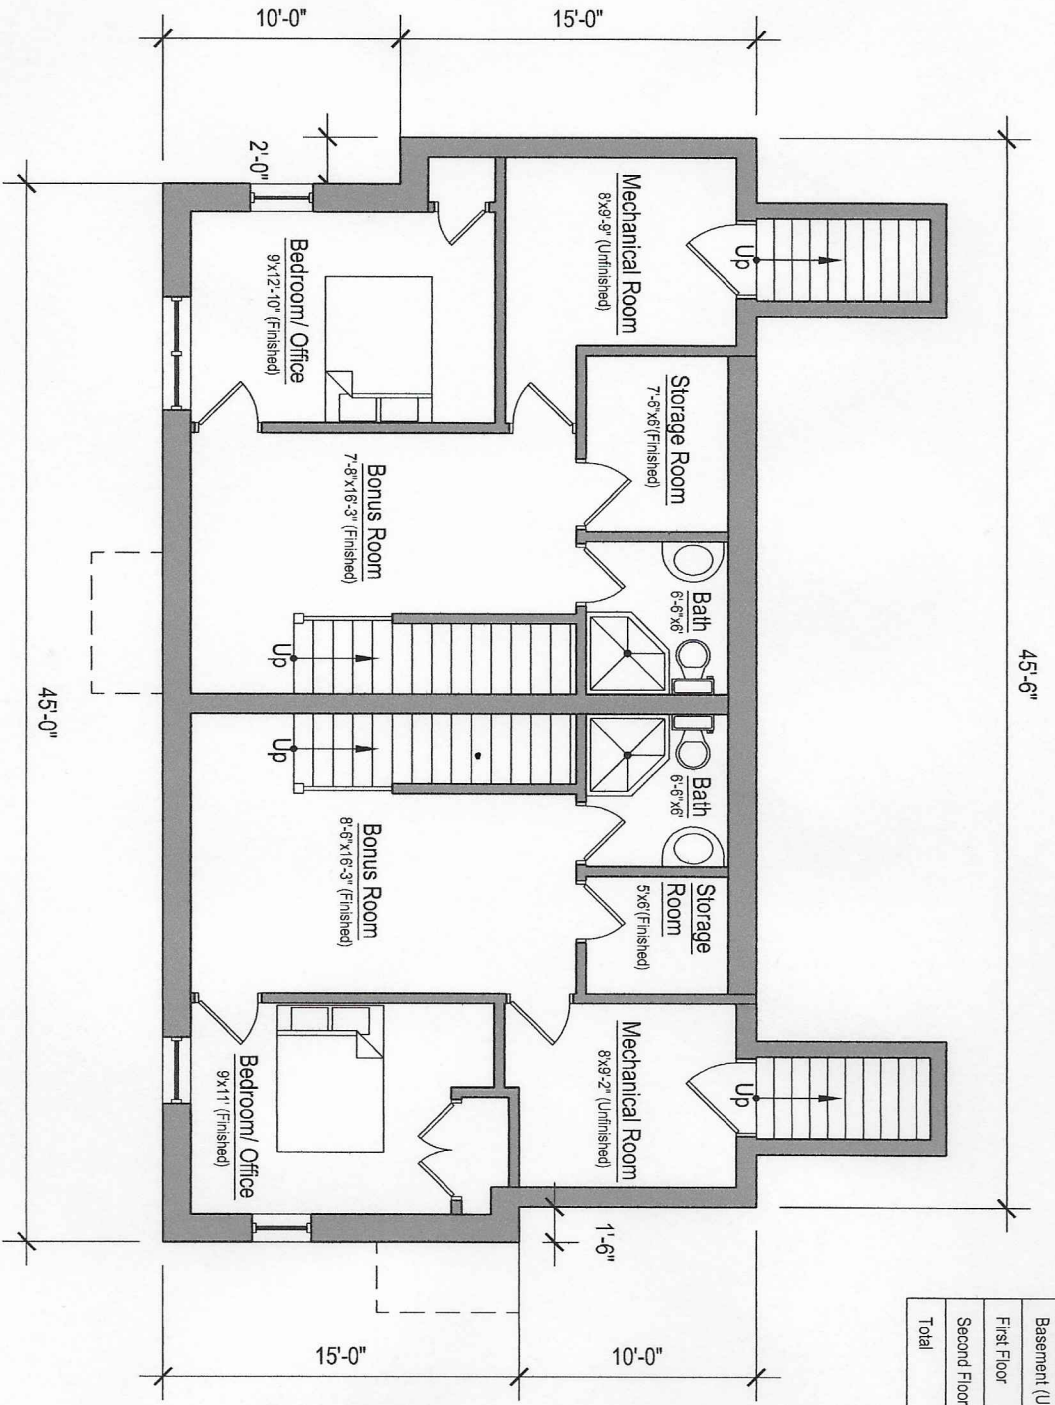 45'-6"
Up
Up
Mechanical Room
8'x9'-9" (Unfinished)
Storage Room
7'-6"x6'(Finished)
Bath
6'-6"x6'
Bath
6'-6"x6'
Storage
Room
5'x6'(Finished)
Mechanical Room
8'x9'-2" (Unfinished)
15'-0"
10'-0"
10'-0"
15'-0"
1'-6"
2'-0"
Bedroom/ Office
9'x12'-10" (Finished)
Bonus Room
7'-8"x16'-3" (Finished)
Up
Up
Bonus Room
8'-6"x16'-3" (Finished)
Bedroom/ Office
9'x11' (Finished)
45'-0"
Basement (U
First Floor
Second Floor
Total